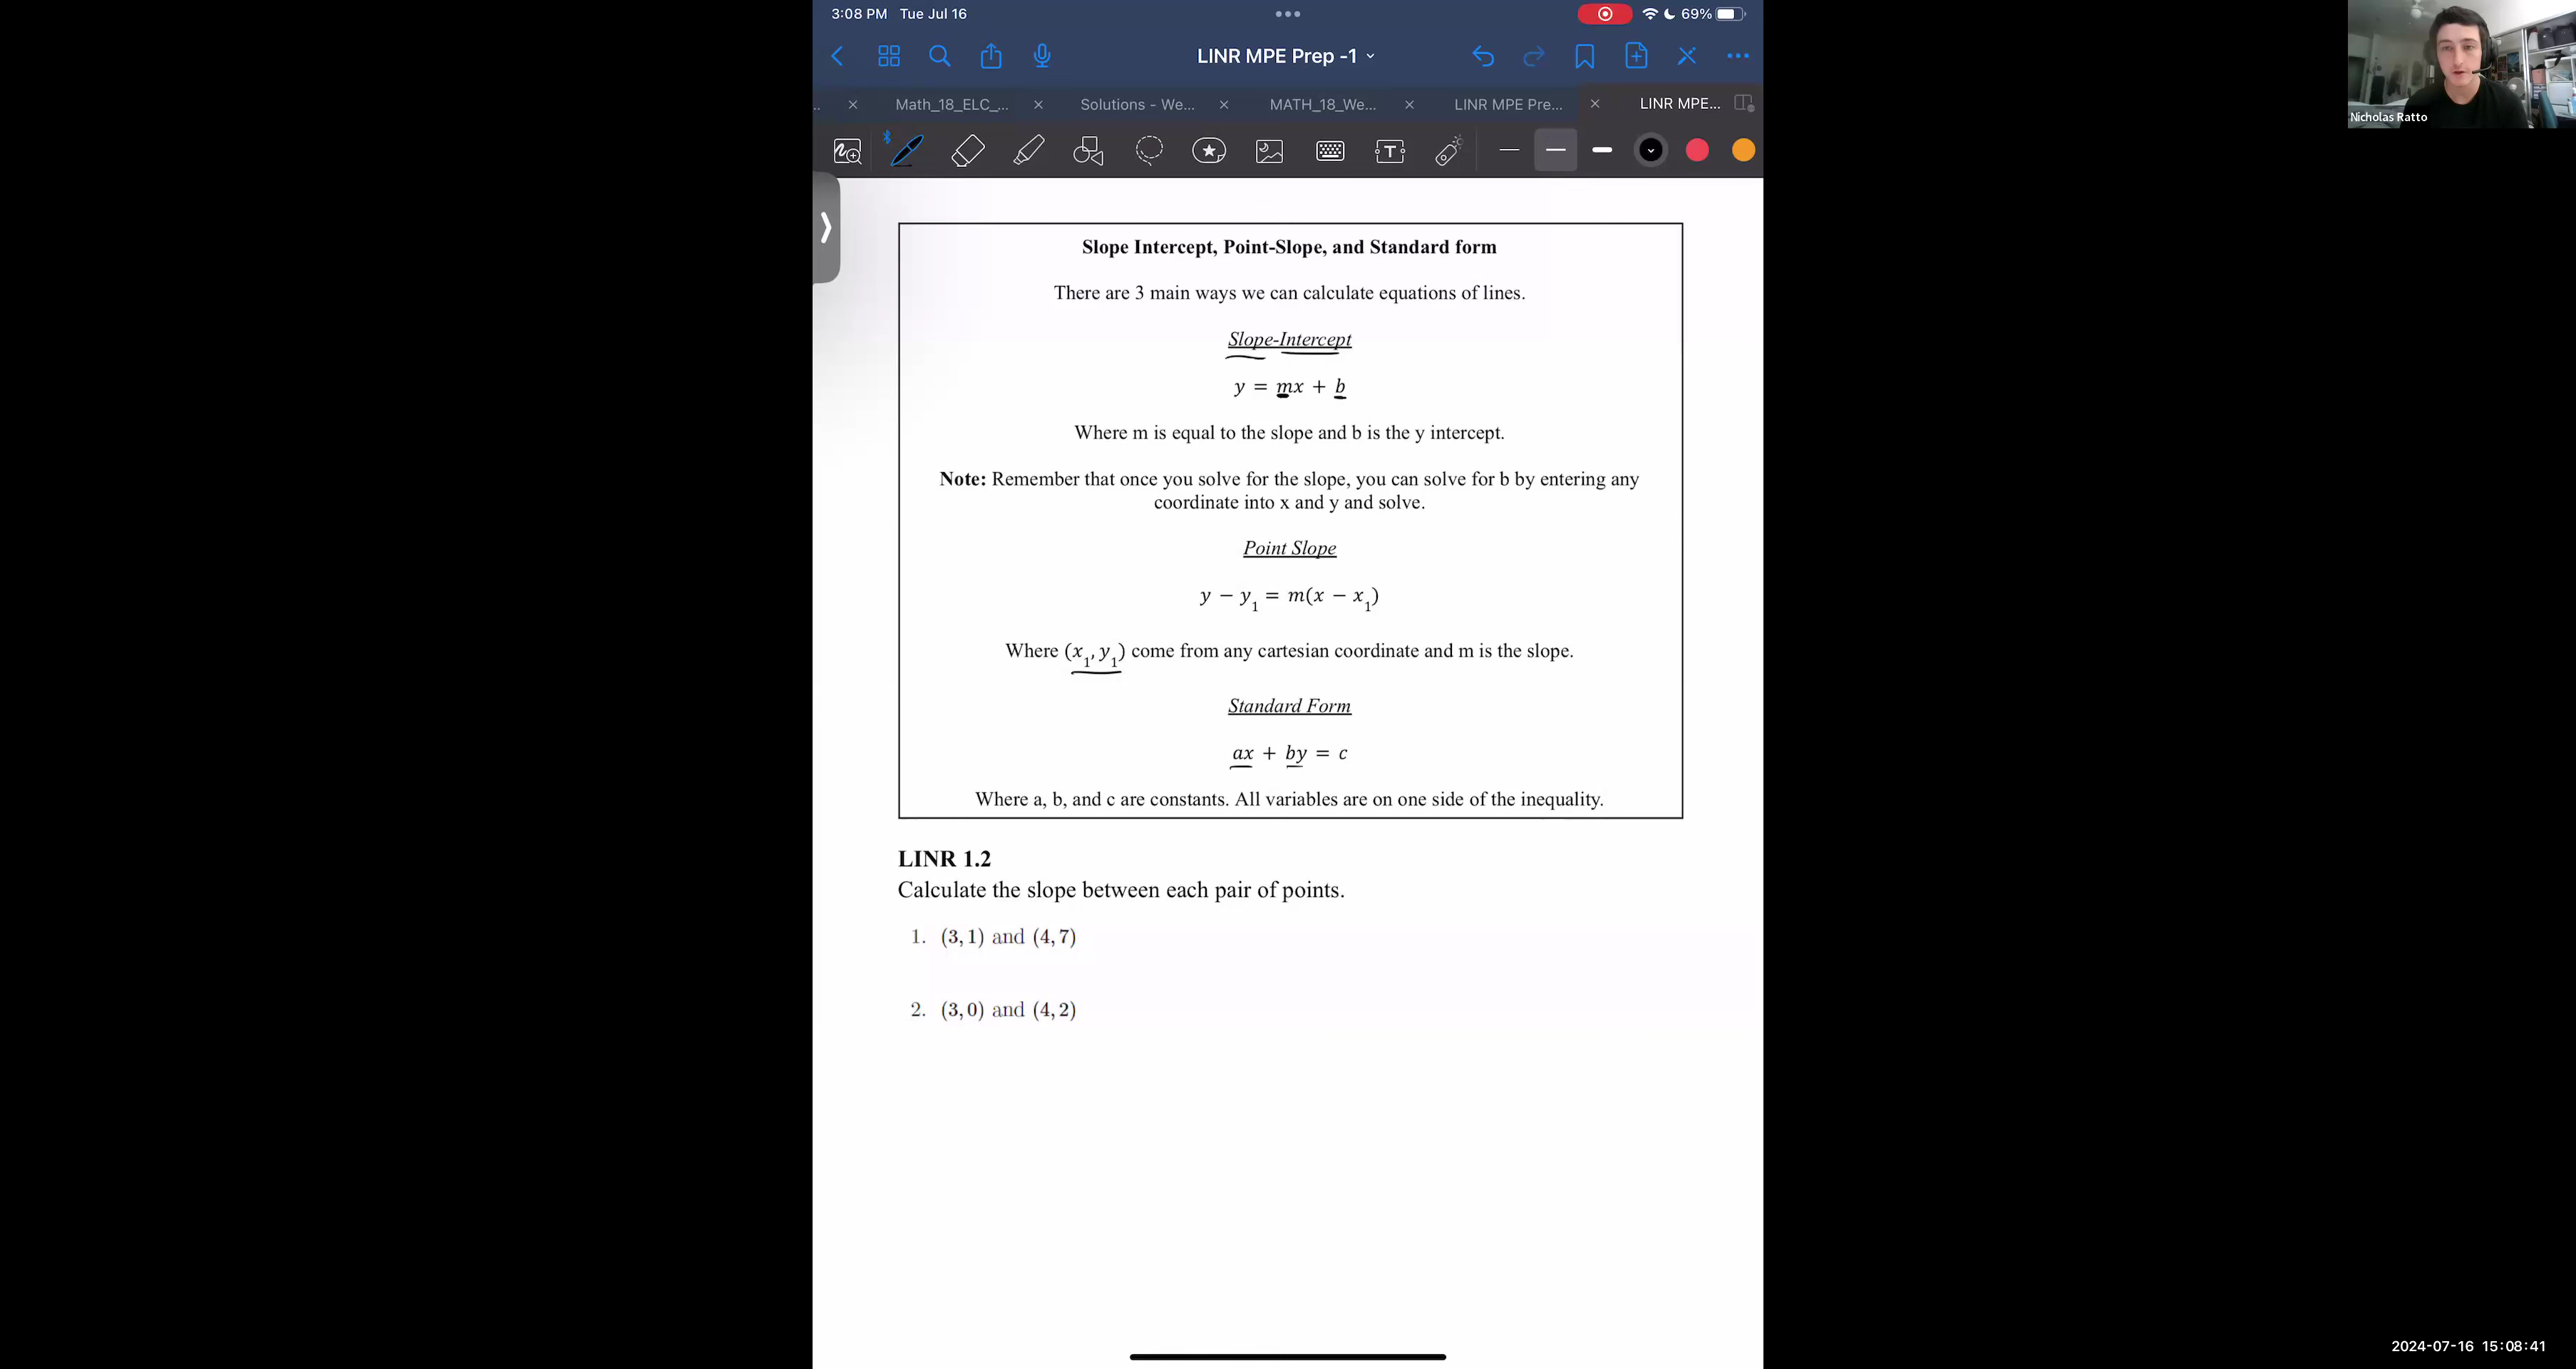 3:08 PM Tue Jul 16
69%
LINR MPE Prep -1
..
Math_18_ELC_...
Solutions - We...
MATH_18_We...
LINR MPE Pre...
LINR MPE...
Nicholas Ratto
Slope Intercept, Point-Slope, and Standard form
There are 3 main ways we can calculate equations of lines.
Slope-Intercept
y = mx + b
Where m is equal to the slope and b is the y intercept.
Note: Remember that once you solve for the slope, you can solve for b by entering any
coordinate into x and y and solve.
Point Slope
y − y₁ = m(x − x₁)
Where (x₁, y₁) come from any cartesian coordinate and m is the slope.
Standard Form
ax + by = c
Where a, b, and c are constants. All variables are on one side of the inequality.
LINR 1.2
Calculate the slope between each pair of points.
1. (3, 1) and (4, 7)
2. (3, 0) and (4, 2)
2024-07-16 15:08:41